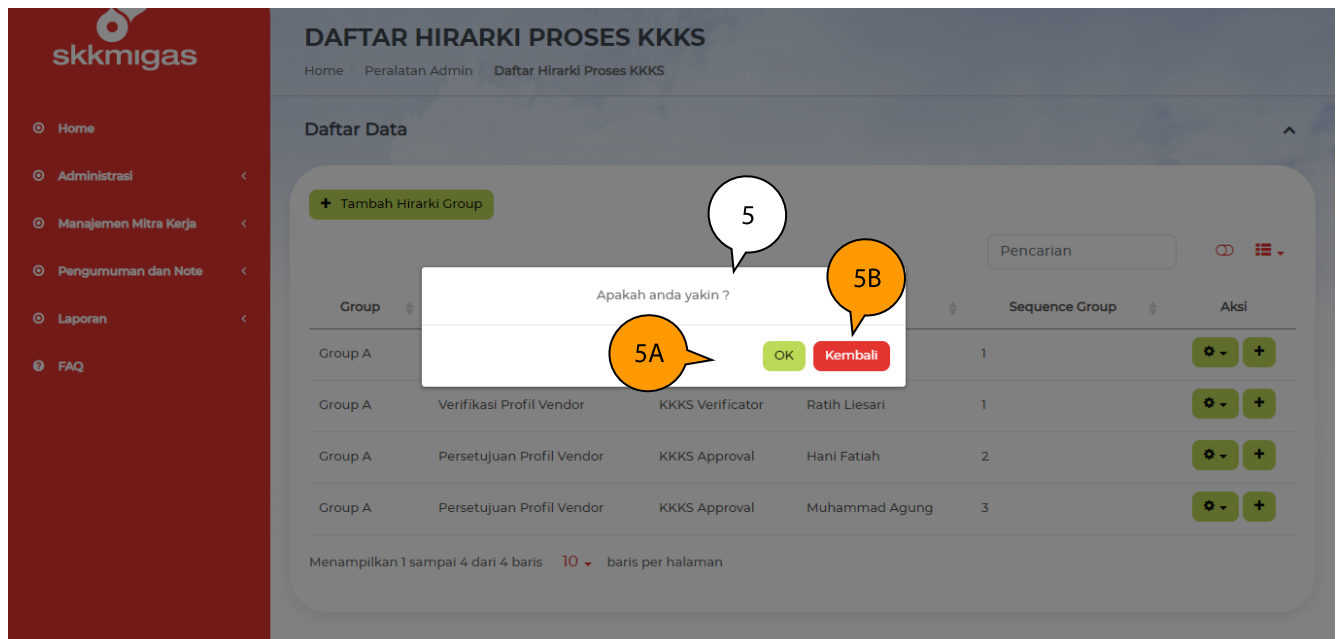 skkmigas
DAFTAR HIRARKI PROSES KKKS
Home / Peralatan Admin / Daftar Hirarki Proses KKKS
Home
Administrasi
Manajemen Mitra Kerja
Pengumuman dan Note
Laporan
FAQ
Daftar Data
+ Tambah Hirarki Group
Pencarian
5
5B
Apakah anda yakin ?
5A
OK Kembali
Group Sequence Group Aksi
Group A 1 +
Group A Verifikasi Profil Vendor KKKS Verificator Ratih Liesari 1 +
Group A Persetujuan Profil Vendor KKKS Approval Hani Fatiah 2 +
Group A Persetujuan Profil Vendor KKKS Approval Muhammad Agung 3 +
Menampilkan 1 sampai 4 dari 4 baris 10 baris per halaman